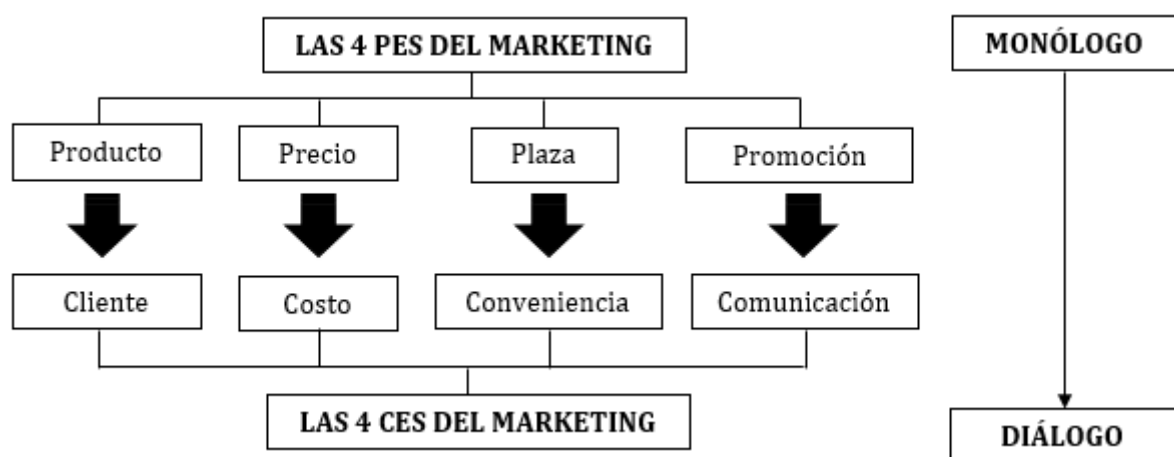 LAS 4 PES DEL MARKETING
MONÓLOGO
Producto
Precio
Plaza
Promoción
Cliente
Costo
Conveniencia
Comunicación
LAS 4 CES DEL MARKETING
DIÁLOGO